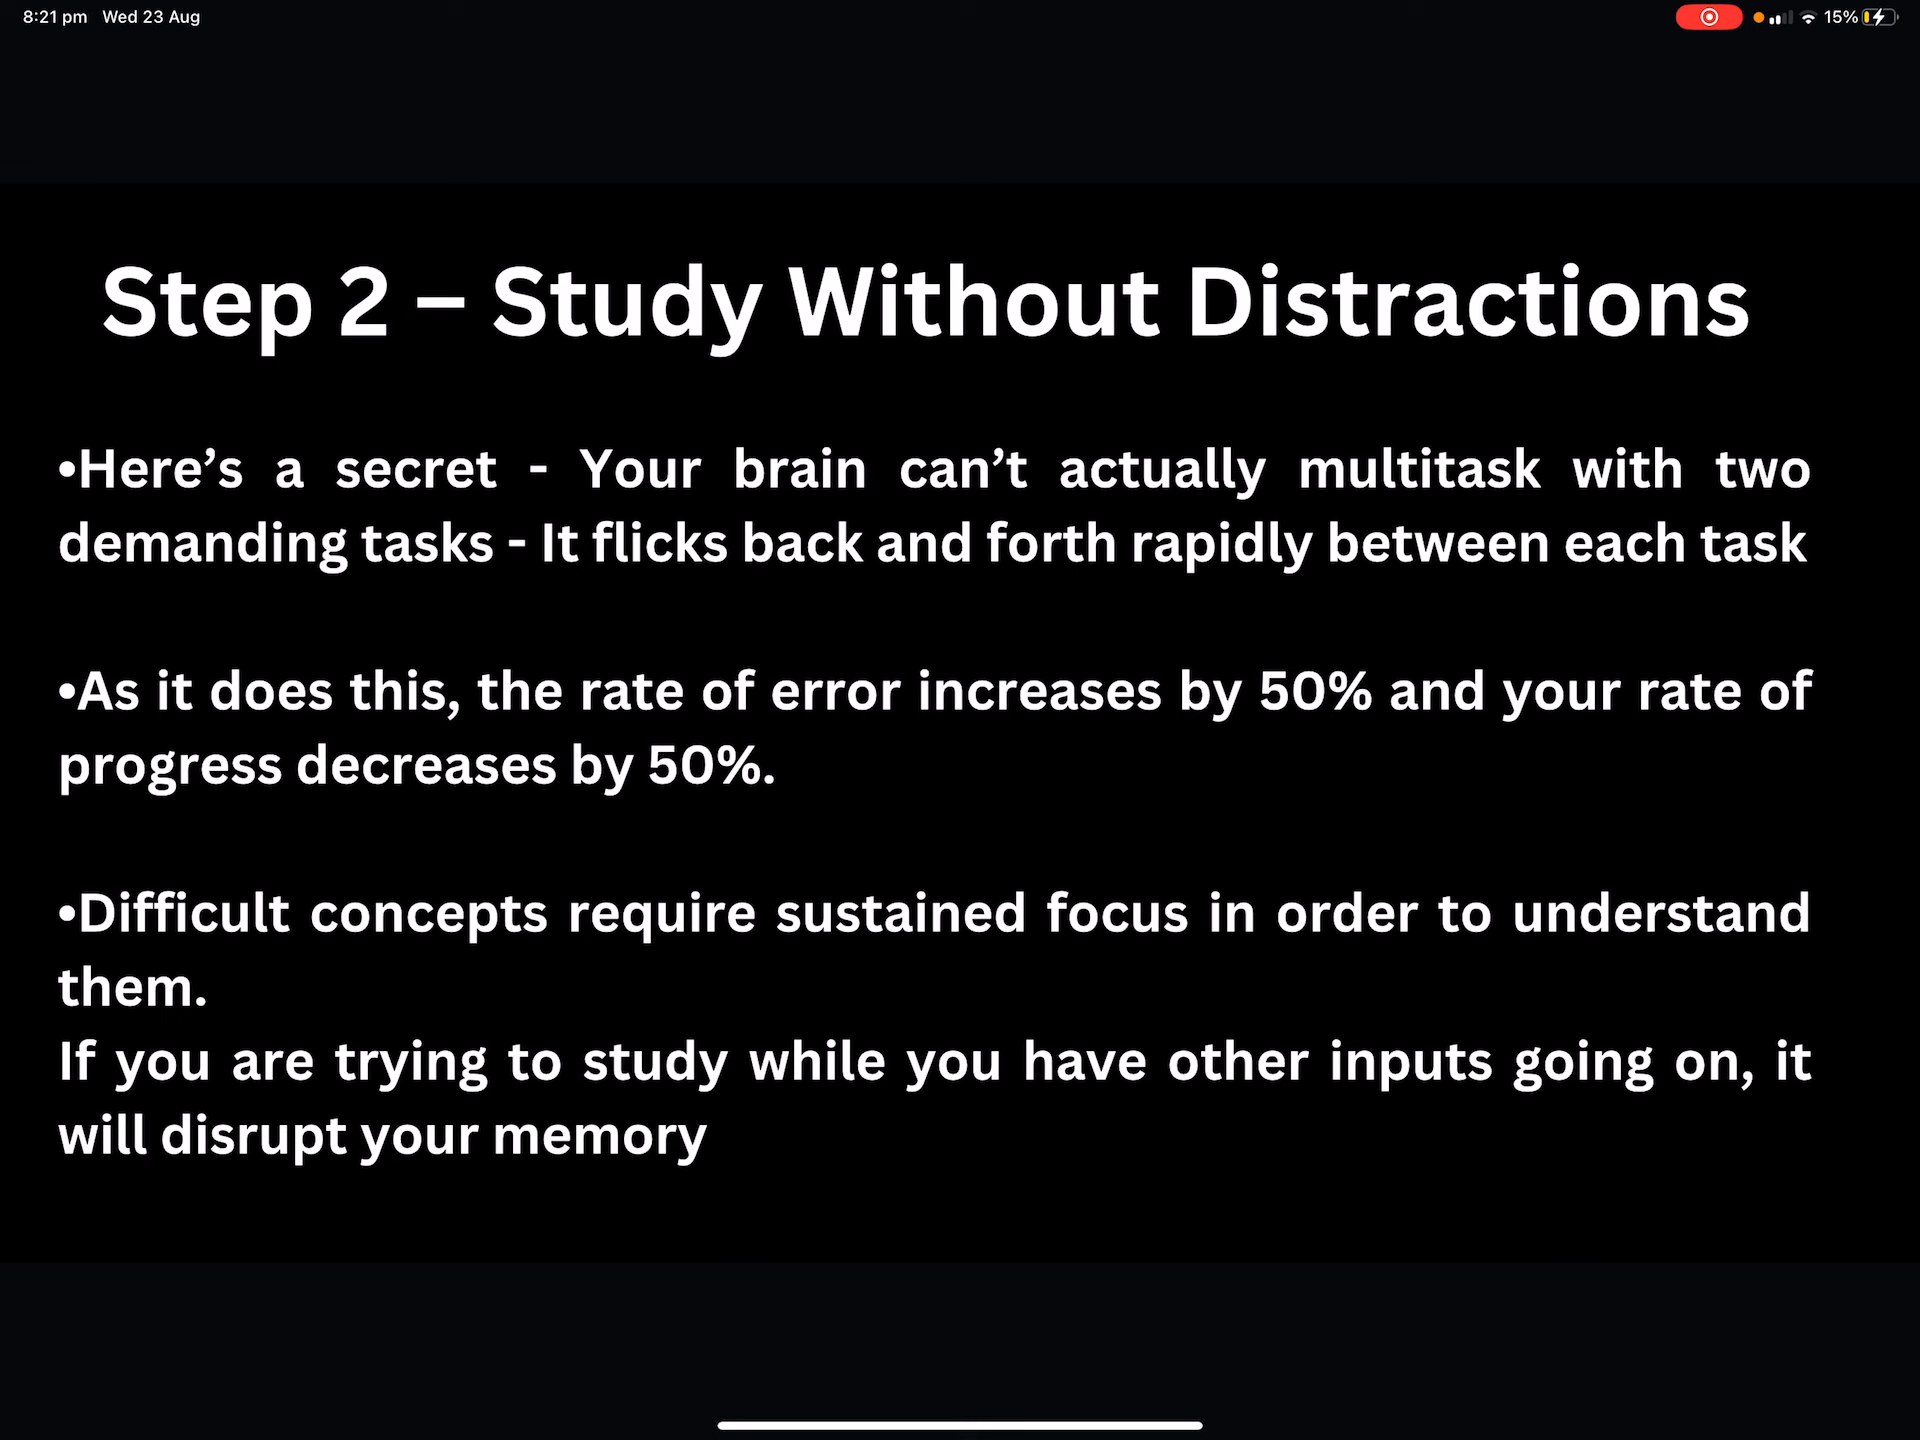 8:21 pm Wed 23 Aug
15%
Step 2 – Study Without Distractions
•Here’s a secret - Your brain can’t actually multitask with two
demanding tasks - It flicks back and forth rapidly between each task
•As it does this, the rate of error increases by 50% and your rate of
progress decreases by 50%.
•Difficult concepts require sustained focus in order to understand
them.
If you are trying to study while you have other inputs going on, it
will disrupt your memory